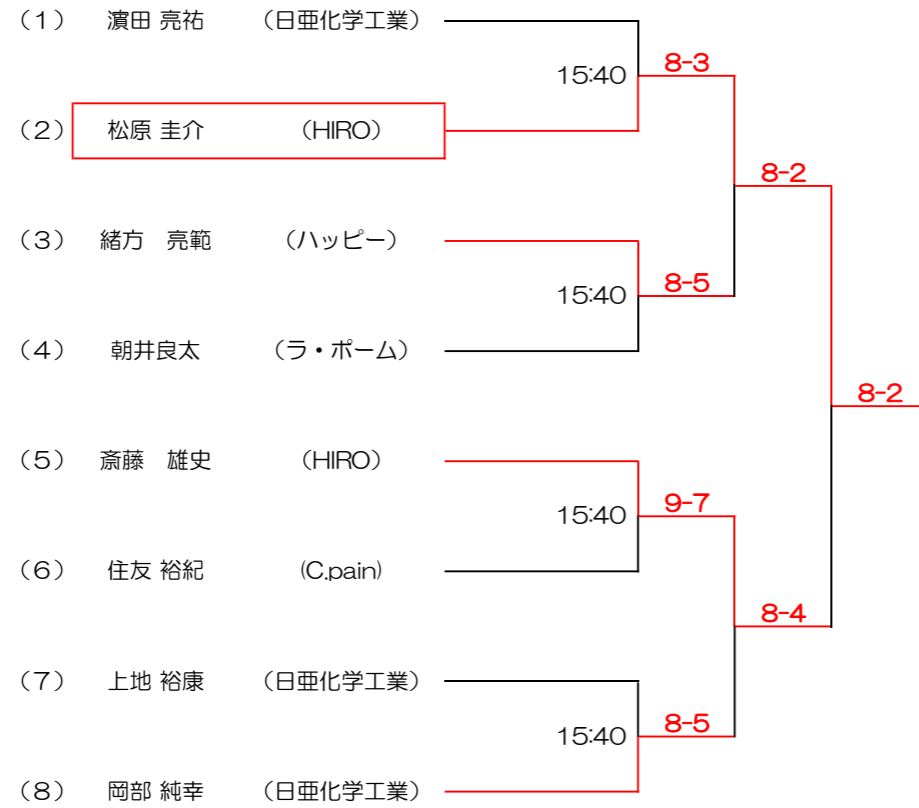 （1） 濵田 亮祐 （日亜化学工業）
15:40 8-3
（2） 松原 圭介 （HIRO）
8-2
（3） 緒方 亮範 （ハッピー）
15:40 8-5
（4） 朝井良太 （ラ・ポーム）
8-2
（5） 斎藤 雄史 （HIRO）
15:40 9-7
（6） 住友 裕紀 (C.pain)
8-4
（7） 上地 裕康 （日亜化学工業）
15:40 8-5
（8） 岡部 純幸 （日亜化学工業）